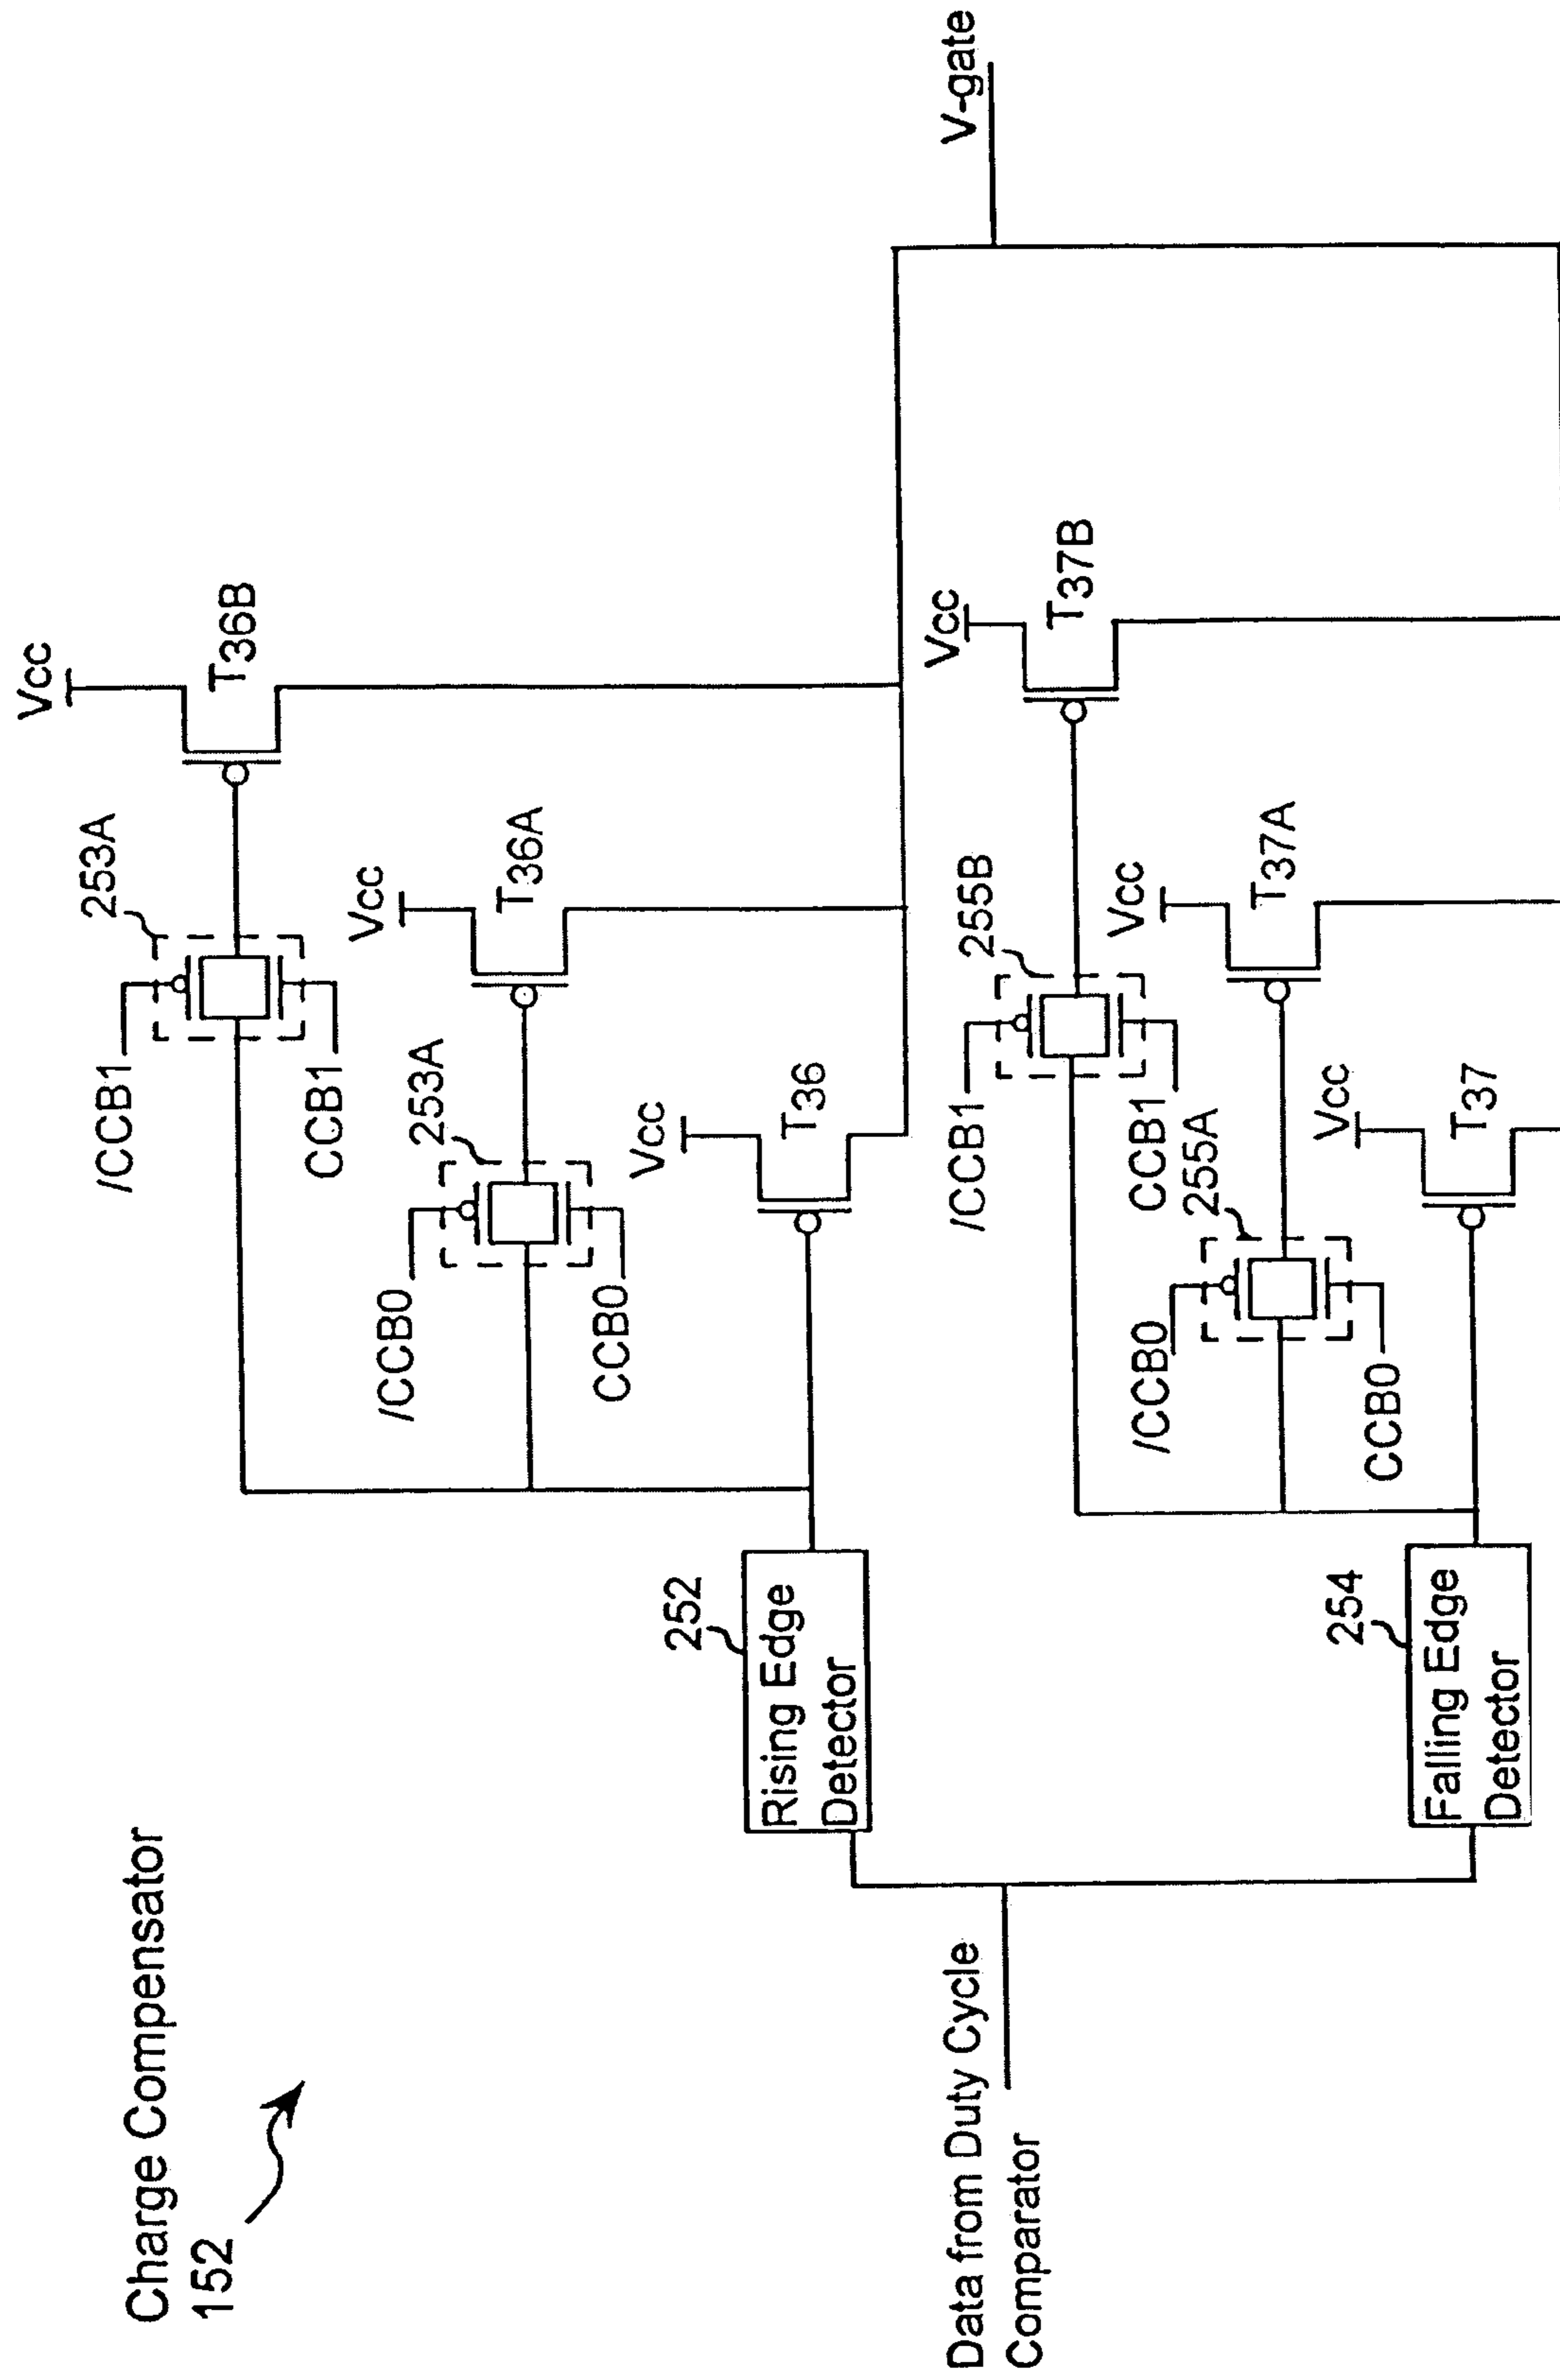 Charge Compensator
152
Vcc
/CCB1
253A
T36B
CCB1
Vcc
/CCB0
253A
T36A
CCB0
Vcc
252
T36
Rising Edge
Detector
V-gate
Data from Duty Cycle
Comparator
Vcc
/CCB1
255B
T37B
CCB1
Vcc
/CCB0
255A
T37A
CCB0
Vcc
254
T37
Falling Edge
Detector